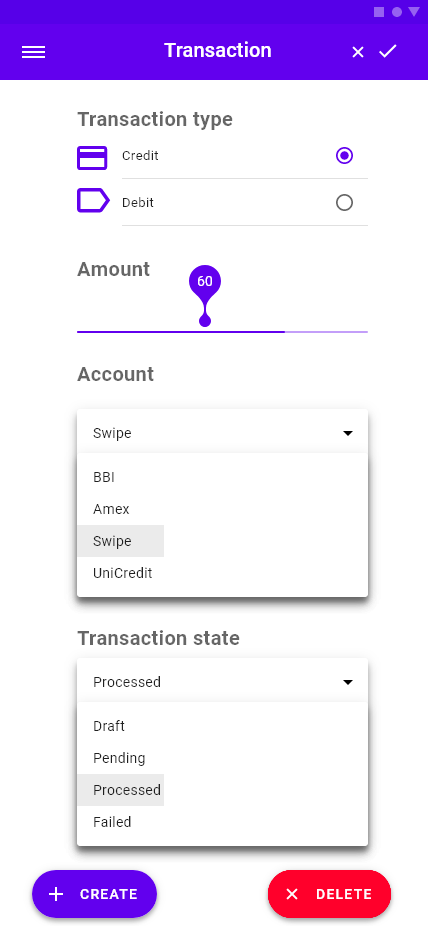 Transaction
Transaction type
Credit
Debit
Amount
60
Account
Swipe
BBI
Amex
Swipe
UniCredit
Transaction state
Processed
Draft
Pending
Processed
Failed
CREATE
DELETE